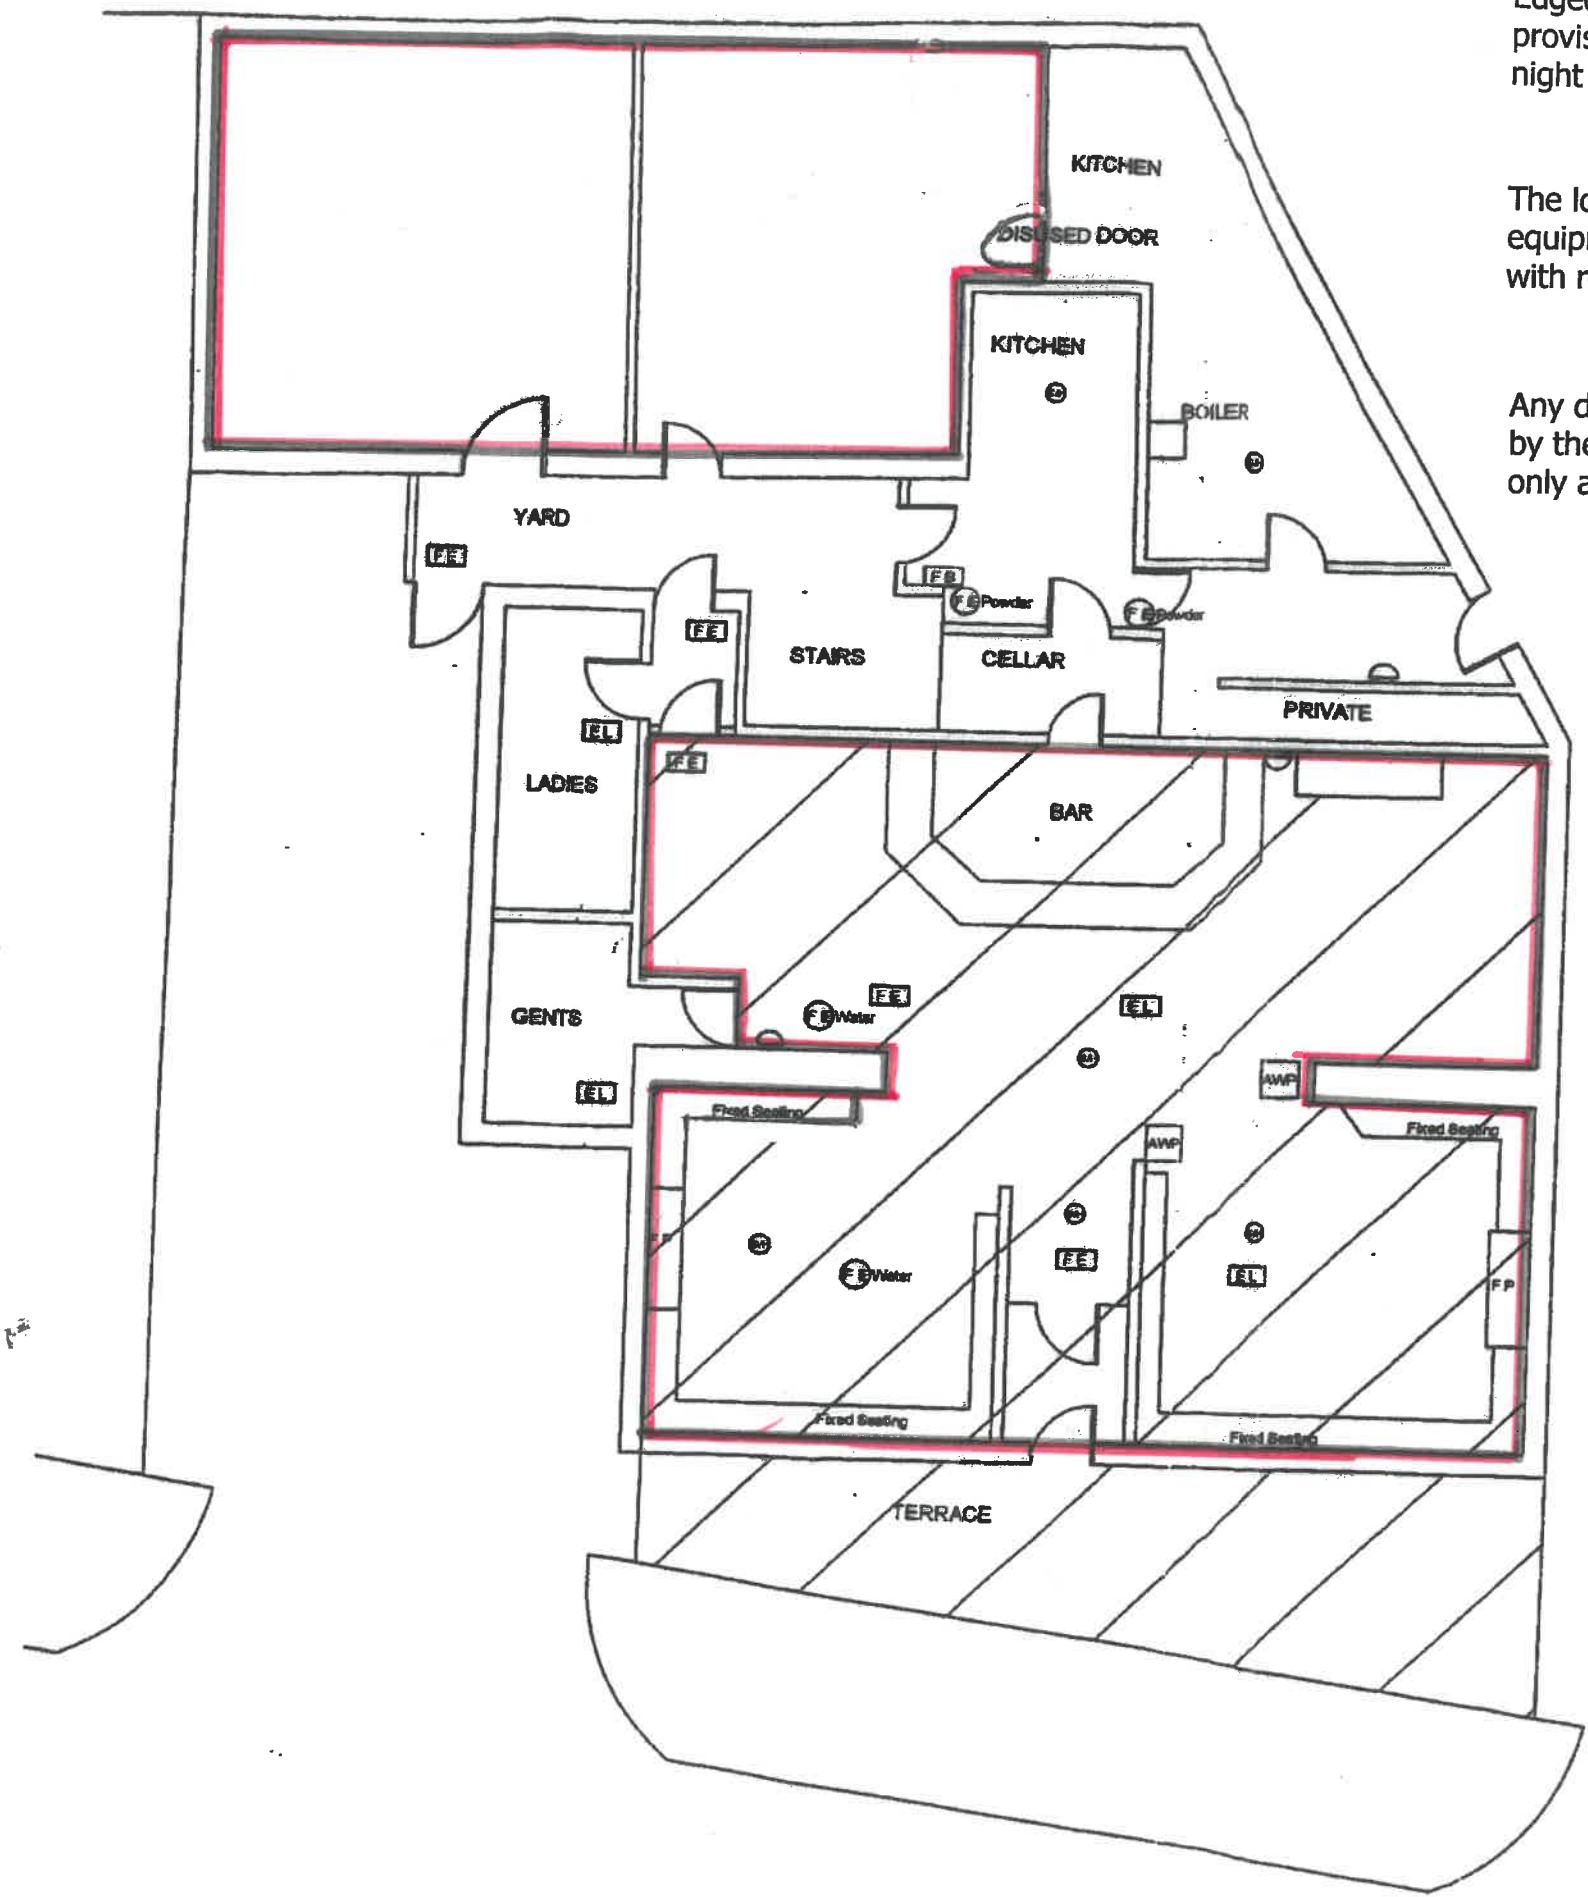 provis
night
KITCHEN
The lo
DISUSED DOOR
equip
with r
KITCHEN
Any d
BOILER
by the
only a
YARD
FE
FB
FE Powder
FE Powder
FE
STAIRS
CELLAR
PRIVATE
EL
FE
LADIES
BAR
FE
EL
GENTS
FE Water
AWP
EL
Fixed Seating
Fixed Seating
AWP
FE
FE Water
EL
FP
Fixed Seating
Fixed Seating
TERRACE